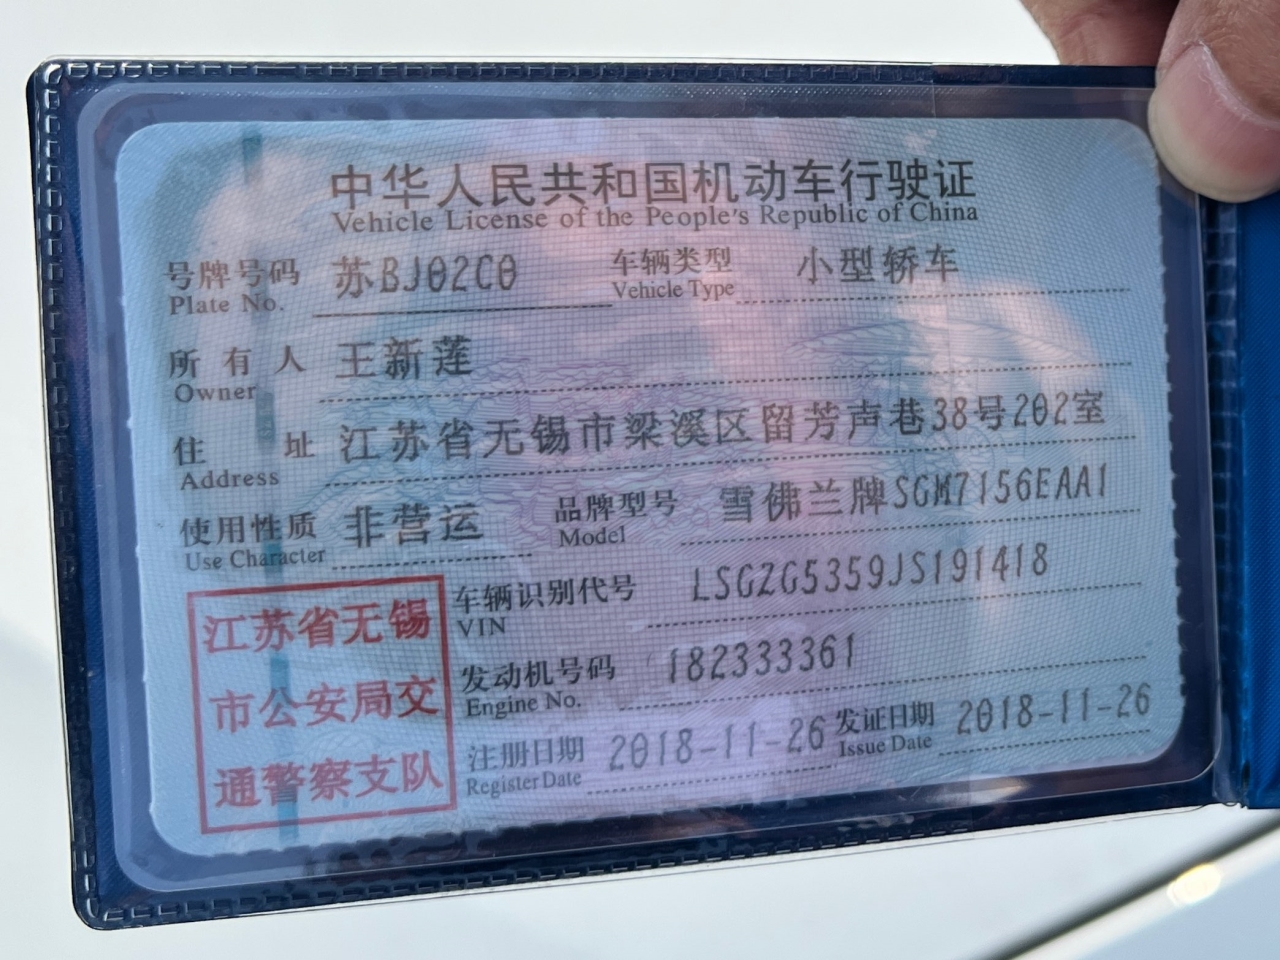 中华人民共和国机动车行驶证
Vehicle License of the People's Republic of China
号牌号码 苏BJ02C0 车辆类型 小型轿车
Plate No. Vehicle Type
所有人 王新莲
Owner
住址 江苏省无锡市梁溪区留芳声巷38号202室
Address
使用性质 非营运 品牌型号 雪佛兰牌SGM7156EAA1
Use Character Model
车辆识别代号 LSGZG5359JS191418
VIN
发动机号码 182333361
Engine No.
注册日期 2018-11-26 发证日期 2018-11-26
Register Date Issue Date
江苏省无锡
市公安局交
通警察支队